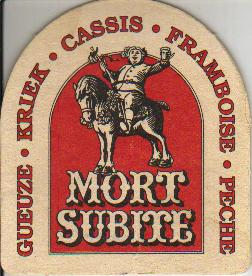 GUEUZE • KRIEK • CASSIS • FRAMBOISE • PECHE
MORT
SUBITE